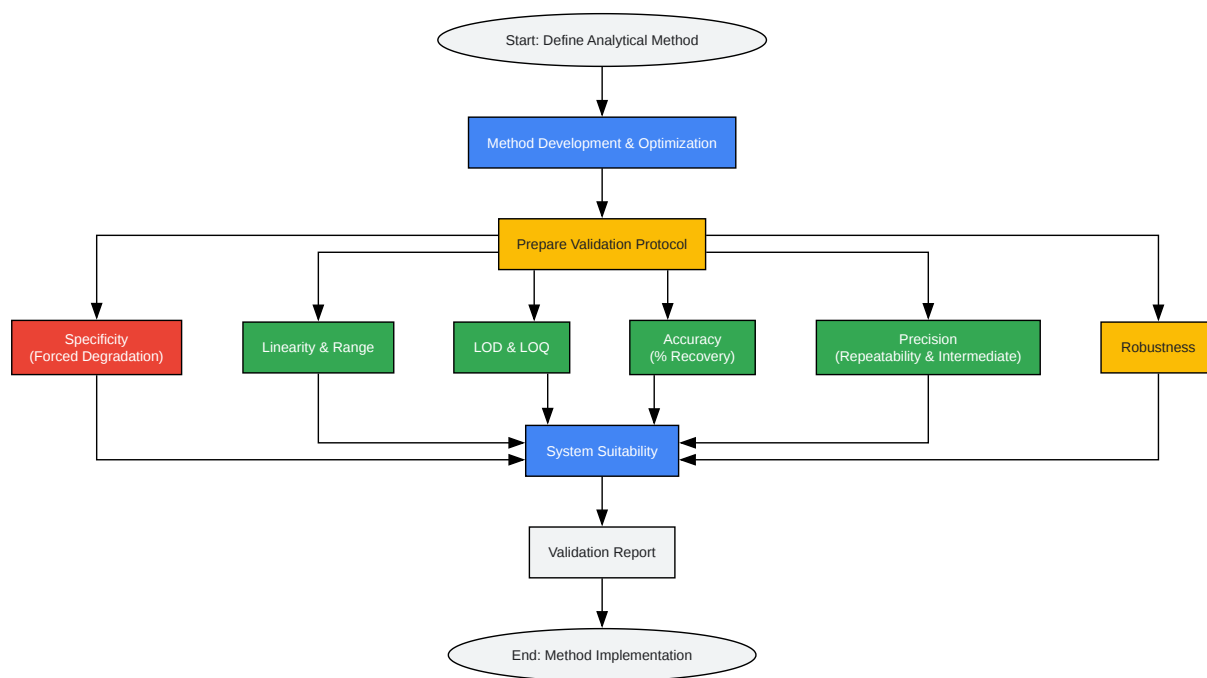 Start: Define Analytical Method
Method Development & Optimization
Prepare Validation Protocol
Specificity
(Forced Degradation)
Linearity & Range
LOD & LOQ
Accuracy
(% Recovery)
Precision
(Repeatability & Intermediate)
Robustness
System Suitability
Validation Report
End: Method Implementation